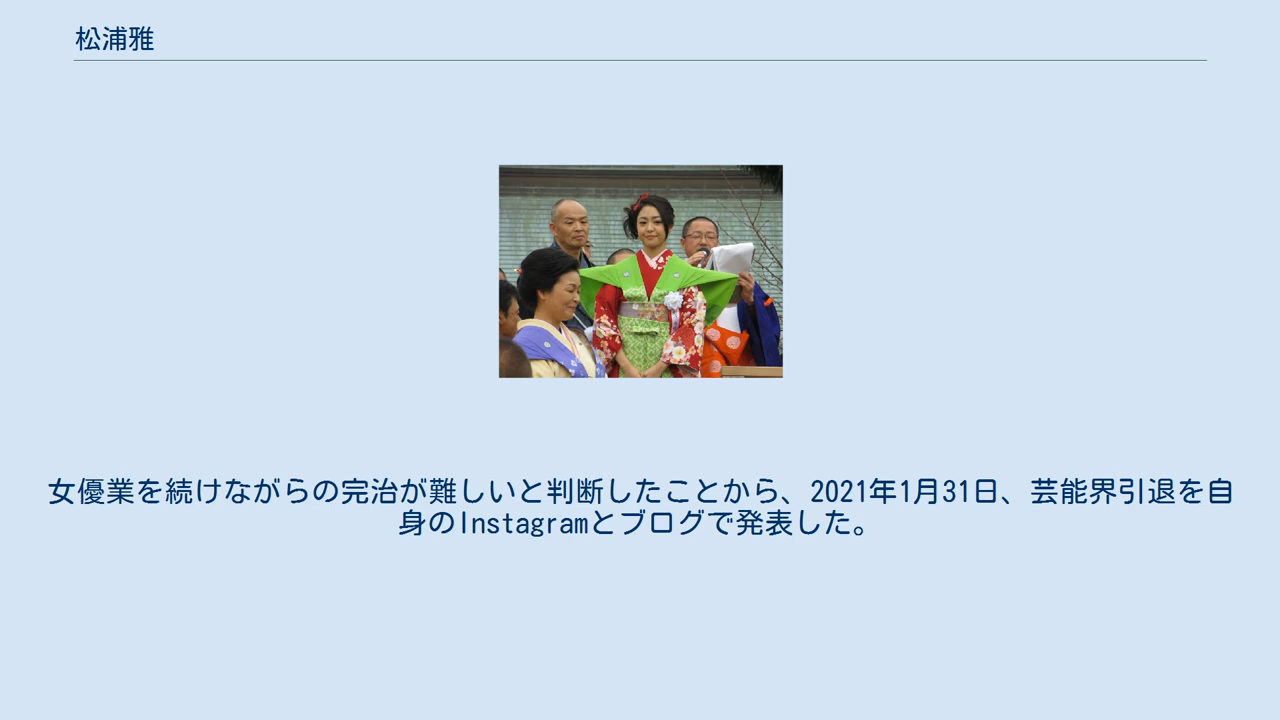 松浦雅
女優業を続けながらの完治が難しいと判断したことから、2021年1月31日、芸能界引退を自
身のInstagramとブログで発表した。